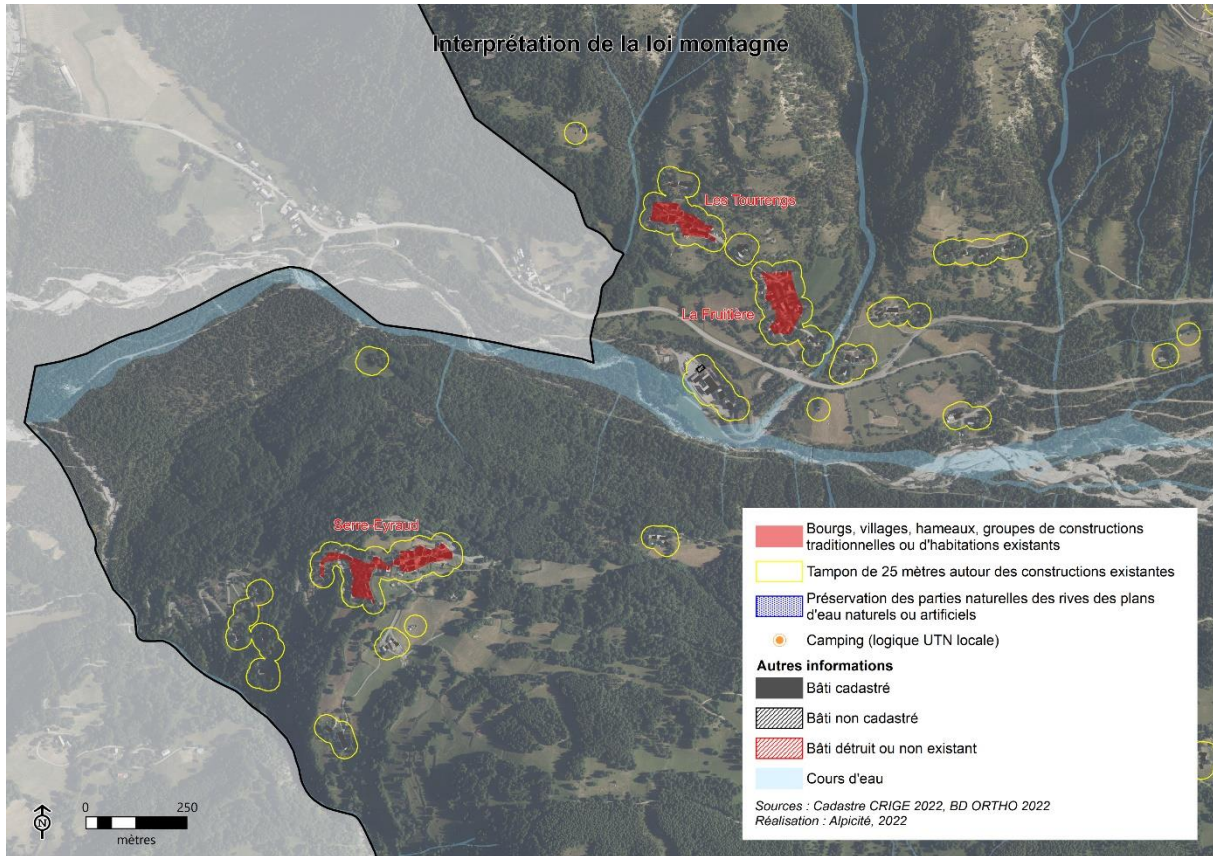 Interprétation de la loi montagne
Les Tourrengs
La Fruitière
Serre-Eyraud
Bourgs, villages, hameaux, groupes de constructions
traditionnelles ou d'habitations existants
Tampon de 25 mètres autour des constructions existantes
Préservation des parties naturelles des rives des plans
d'eau naturels ou artificiels
Camping (logique UTN locale)
Autres informations
Bâti cadastré
Bâti non cadastré
Bâti détruit ou non existant
Cours d'eau
Sources : Cadastre CRIGE 2022, BD ORTHO 2022
Réalisation : Alpicité, 2022
N
0 250
mètres